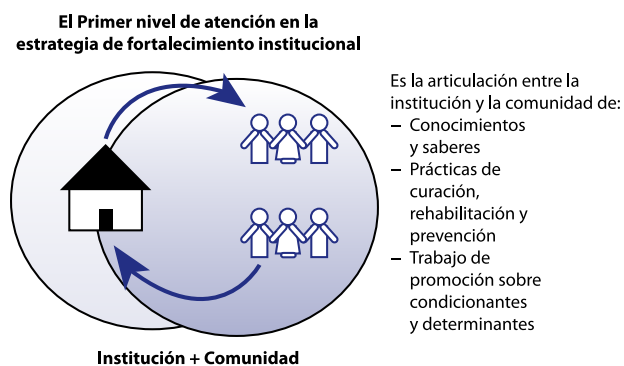 El Primer nivel de atención en la
estrategia de fortalecimiento institucional
Es la articulación entre la
institución y la comunidad de:
– Conocimientos
y saberes
– Prácticas de
curación,
rehabilitación y
prevención
– Trabajo de
promoción sobre
condicionantes
y determinantes
Institución + Comunidad